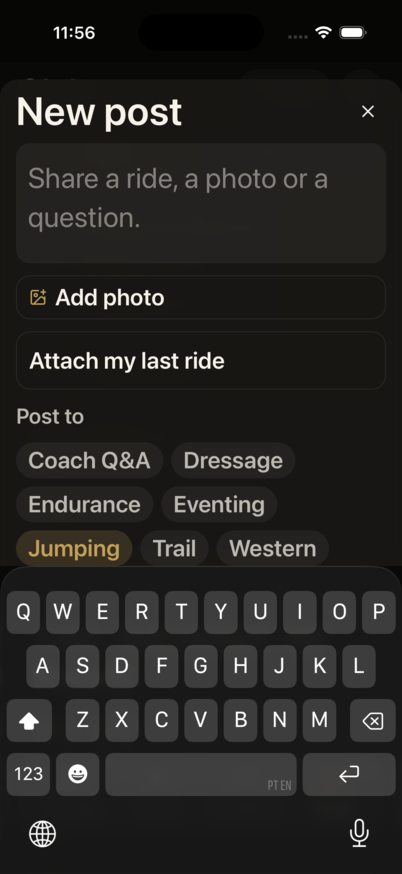 11:56
New post
Share a ride, a photo or a
question.
Add photo
Attach my last ride
Post to
Coach Q&A Dressage
Endurance Eventing
Jumping Trail Western
Q W E R T Y U I O P
A S D F G H J K L
Z X C V B N M
123
PT EN